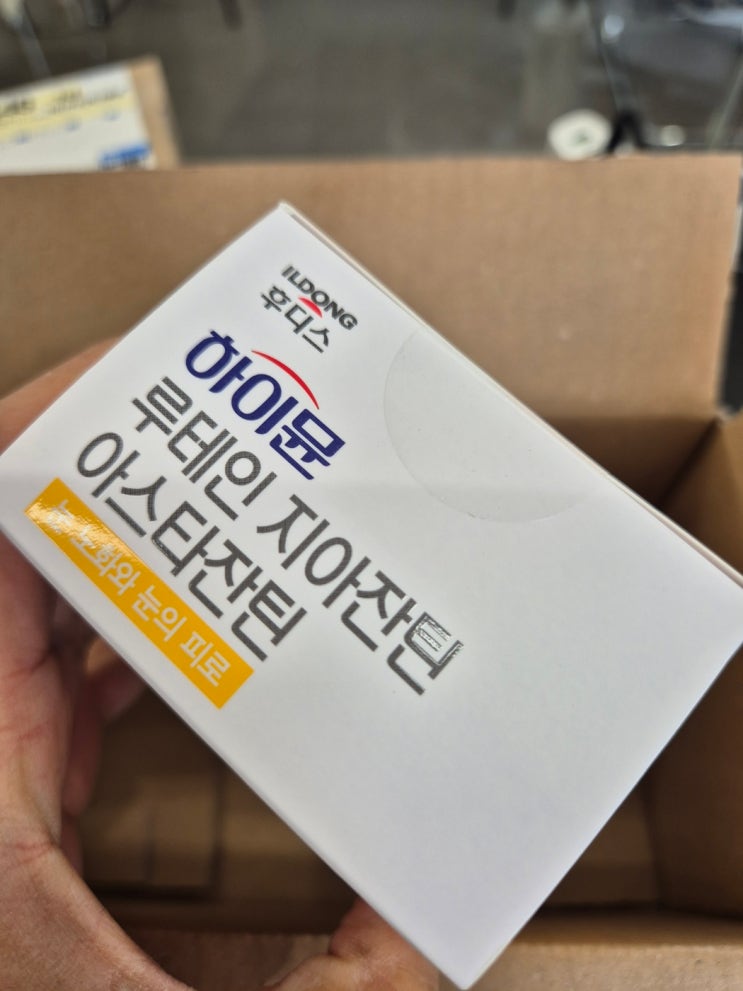 ILDONG
후디스
하이뮨
루테인 지아잔틴
아스타잔틴
눈 노화와 눈의 피로